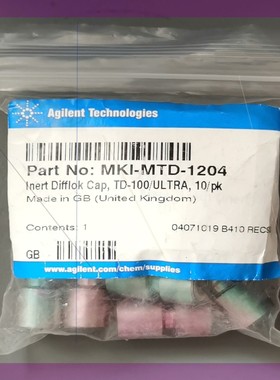 Agilent Technologies
Part No: MKI-MTD-1204
Inert Difflok Cap, TD-100/ULTRA, 10/pk
Made in GB (United Kingdom)
Contents: 1
04071019 B410 REC9
GB
www.agilent.com/chem/supplies